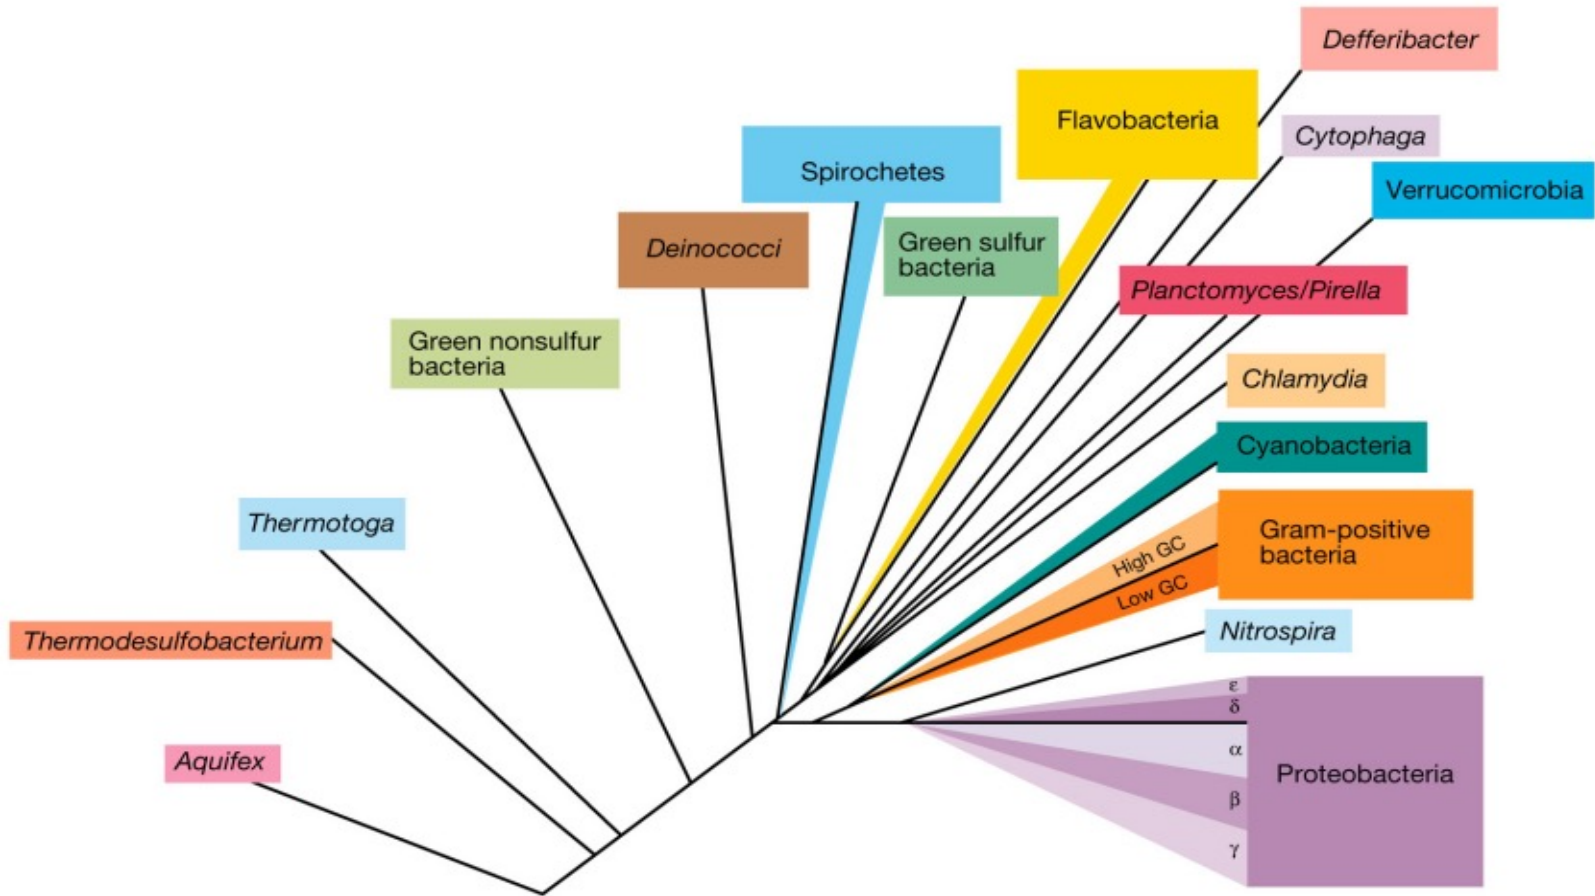 Defferibacter
Flavobacteria
Cytophaga
Spirochetes
Verrucomicrobia
Deinococci
Green sulfur
bacteria
Planctomyces/Pirella
Green nonsulfur
bacteria
Chlamydia
Cyanobacteria
Thermotoga
High GC
Low GC
Gram-positive
bacteria
Thermodesulfobacterium
Nitrospira
ε
δ
α
β
γ
Proteobacteria
Aquifex